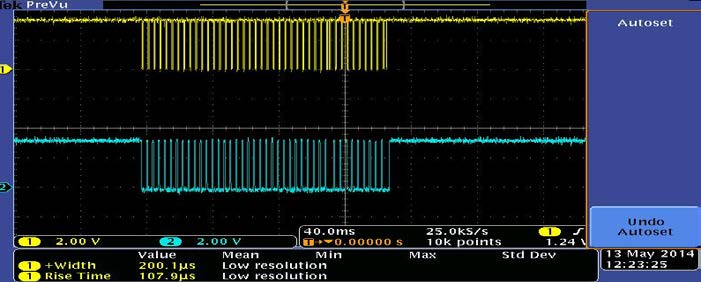 Tek PreVu
T
Autoset
1
2
Undo
Autoset
1 2.00 V 2 2.00 V
40.0ms 25.0kS/s 1
T→▾0.00000 s 10k points 1.24 V
Value Mean Min Max Std Dev
1 +Width 200.1µs Low resolution
1 Rise Time 107.9µs Low resolution
13 May 2014
12:23:25